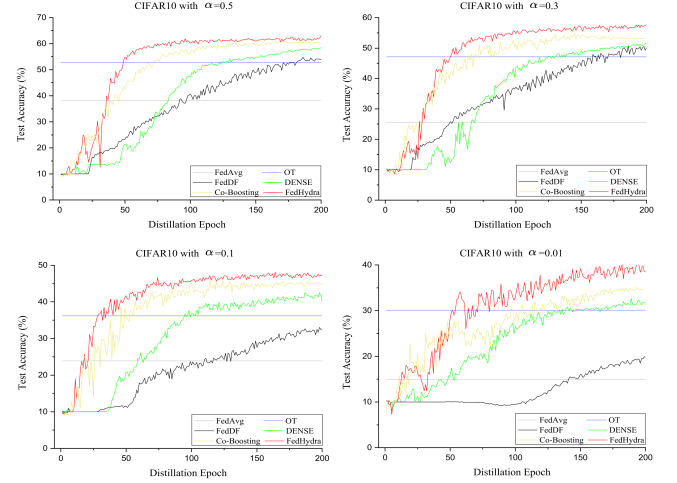 CIFAR10 with α=0.5
Test Accuracy (%)
70
60
50
40
30
20
10
0
0
50
100
150
200
FedAvg
OT
FedDF
DENSE
Co-Boosting
FedHydra
Distillation Epoch
CIFAR10 with α=0.3
Test Accuracy (%)
60
50
40
30
20
10
0
0
50
100
150
200
FedAvg
OT
FedDF
DENSE
Co-Boosting
FedHydra
Distillation Epoch
CIFAR10 with α=0.1
Test Accuracy (%)
50
40
30
20
10
0
0
50
100
150
200
FedAvg
OT
FedDF
DENSE
Co-Boosting
FedHydra
Distillation Epoch
CIFAR10 with α=0.01
Test Accuracy (%)
40
30
20
10
0
0
50
100
150
200
FedAvg
OT
FedDF
DENSE
Co-Boosting
FedHydra
Distillation Epoch